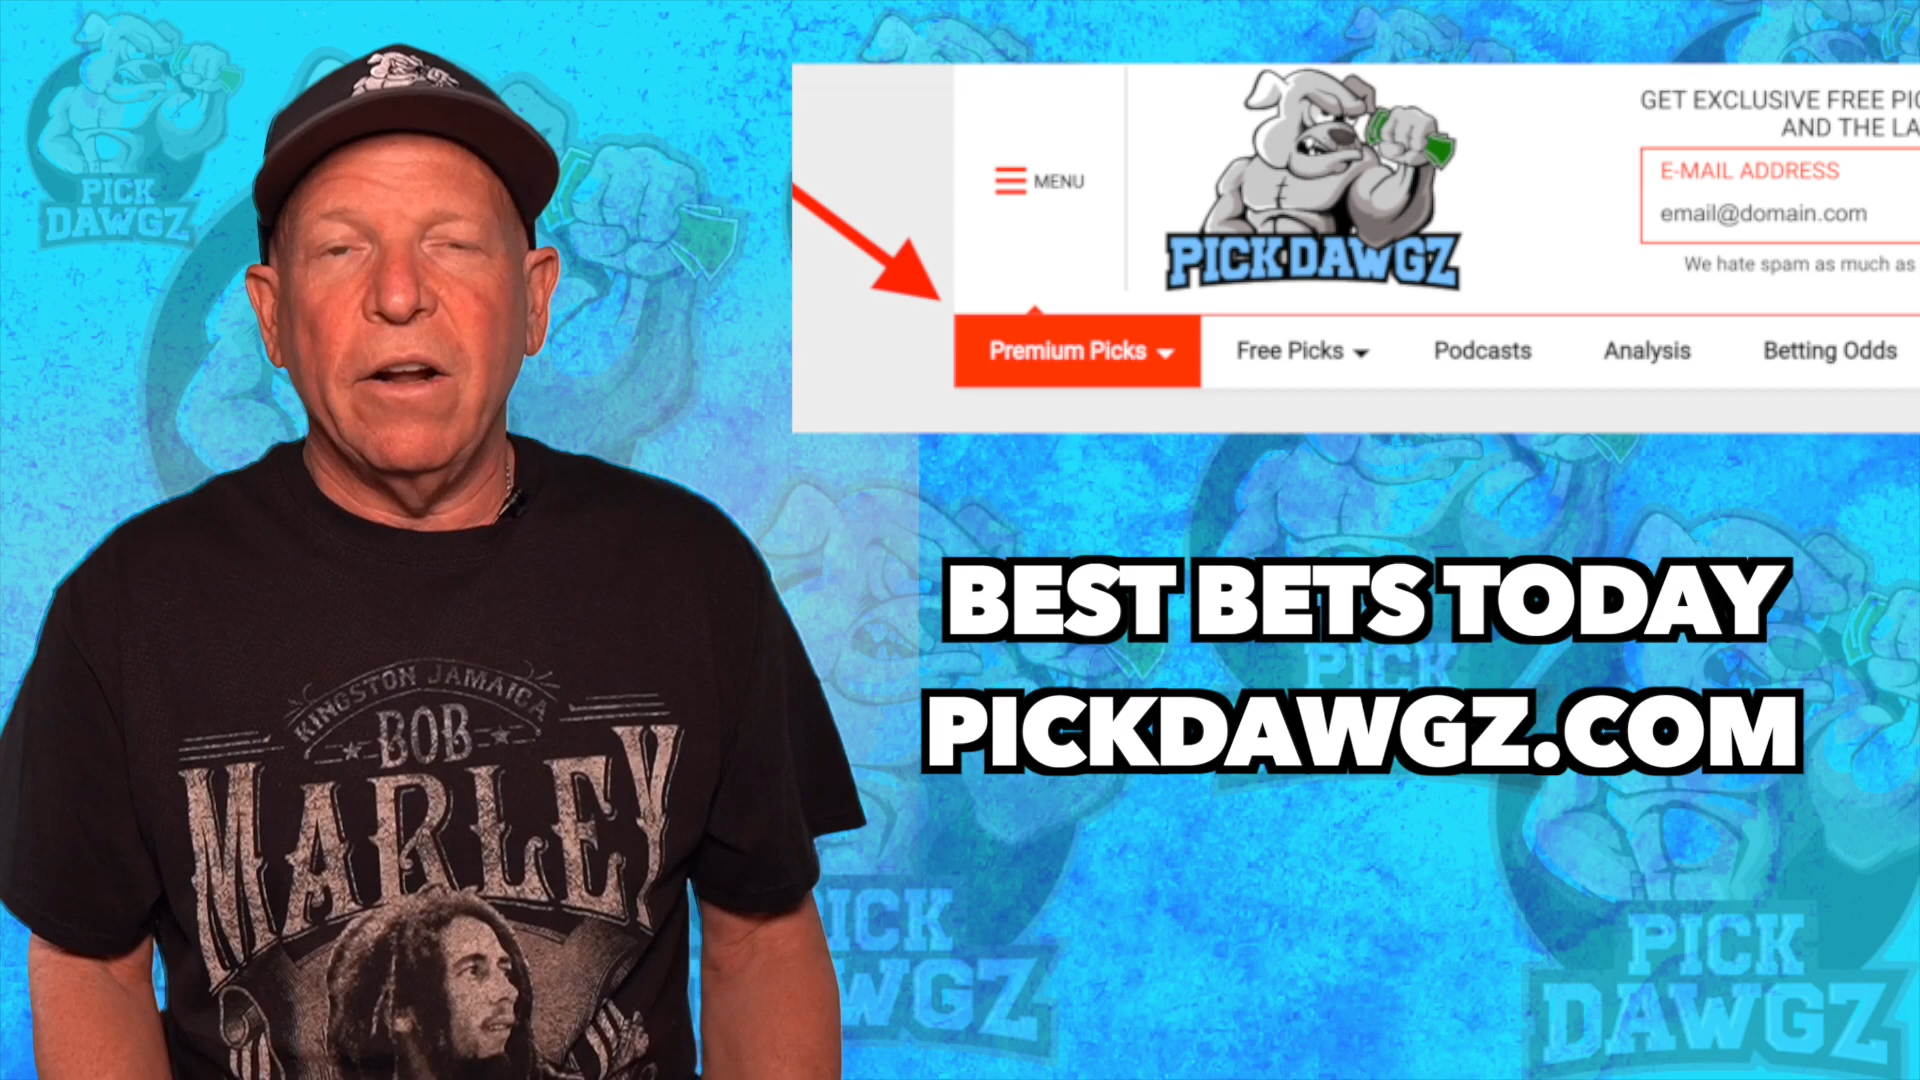 PICK
DAWGZ
MENU
PICKDAWGZ
GET EXCLUSIVE FREE
AND THE
E-MAIL ADDRESS
email@domain.com
We hate spam as much as
Premium Picks
Free Picks
Podcasts
Analysis
Betting Odds
BEST BETS TODAY
PICK
PICKDAWGZ.COM
KINGSTON JAMAICA
BOB
MARLEY
PICK
DAWGZ